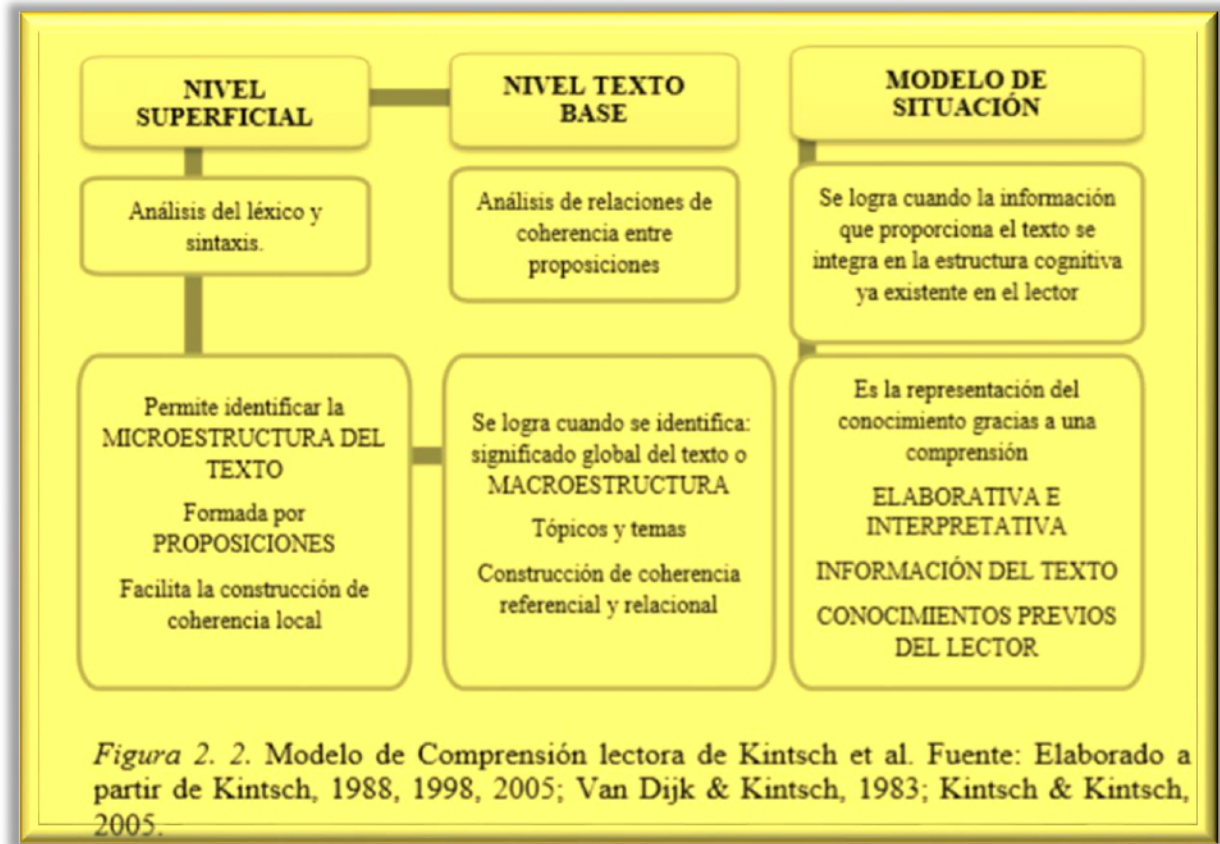 NIVEL
SUPERFICIAL
Análisis del léxico y
sintaxis.
Permite identificar la
MICROESTRUCTURA DEL
TEXTO
Formada por
PROPOSICIONES
Facilita la construcción de
coherencia local
NIVEL TEXTO
BASE
Análisis de relaciones de
coherencia entre
proposiciones
Se logra cuando se identifica:
significado global del texto o
MACROESTRUCTURA
Tópicos y temas
Construcción de coherencia
referencial y relacional
MODELO DE
SITUACIÓN
Se logra cuando la información
que proporciona el texto se
integra en la estructura cognitiva
ya existente en el lector
Es la representación del
conocimiento gracias a una
comprensión
ELABORATIVA E
INTERPRETATIVA
INFORMACIÓN DEL TEXTO
CONOCIMIENTOS PREVIOS
DEL LECTOR
Figura 2. 2. Modelo de Comprensión lectora de Kintsch et al. Fuente: Elaborado a
partir de Kintsch, 1988, 1998, 2005; Van Dijk & Kintsch, 1983; Kintsch & Kintsch,
2005.